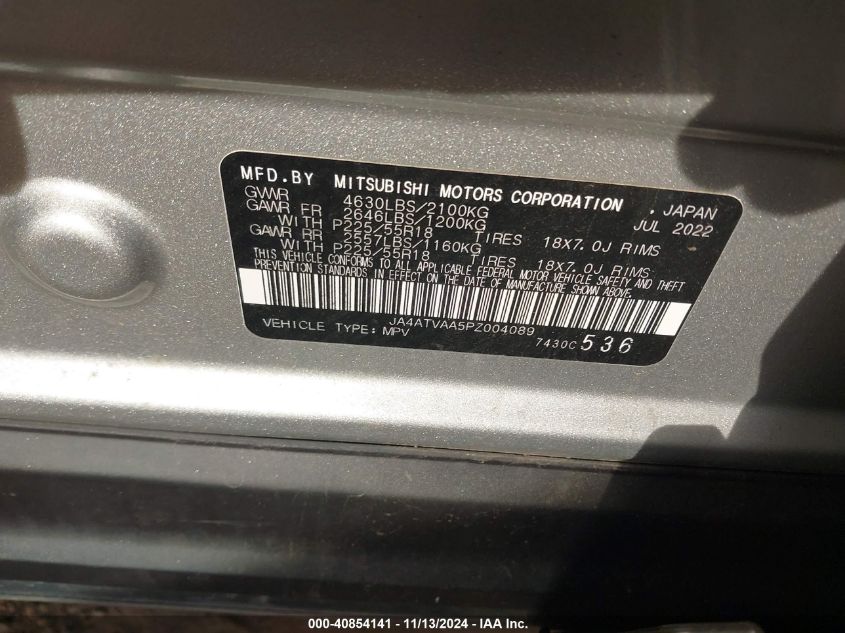 MFD.BY MITSUBISHI MOTORS CORPORATION . JAPAN
GVWR 4630LBS/2100KG JUL 2022
GAWR FR 2646LBS/1200KG
WITH P225/55R18 TIRES 18X7.0J RIMS
GAWR RR 2557LBS/1160KG
WITH P225/55R18 TIRES 18X7.0J RIMS
THIS VEHICLE CONFORMS TO ALL APPLICABLE FEDERAL MOTOR VEHICLE SAFETY AND THEFT
PREVENTION STANDARDS IN EFFECT ON THE DATE OF MANUFACTURE SHOWN ABOVE.
JA4ATVAA5PZ004089
VEHICLE TYPE: MPV 7430C 536
000-40854141 - 11/13/2024 - IAA Inc.